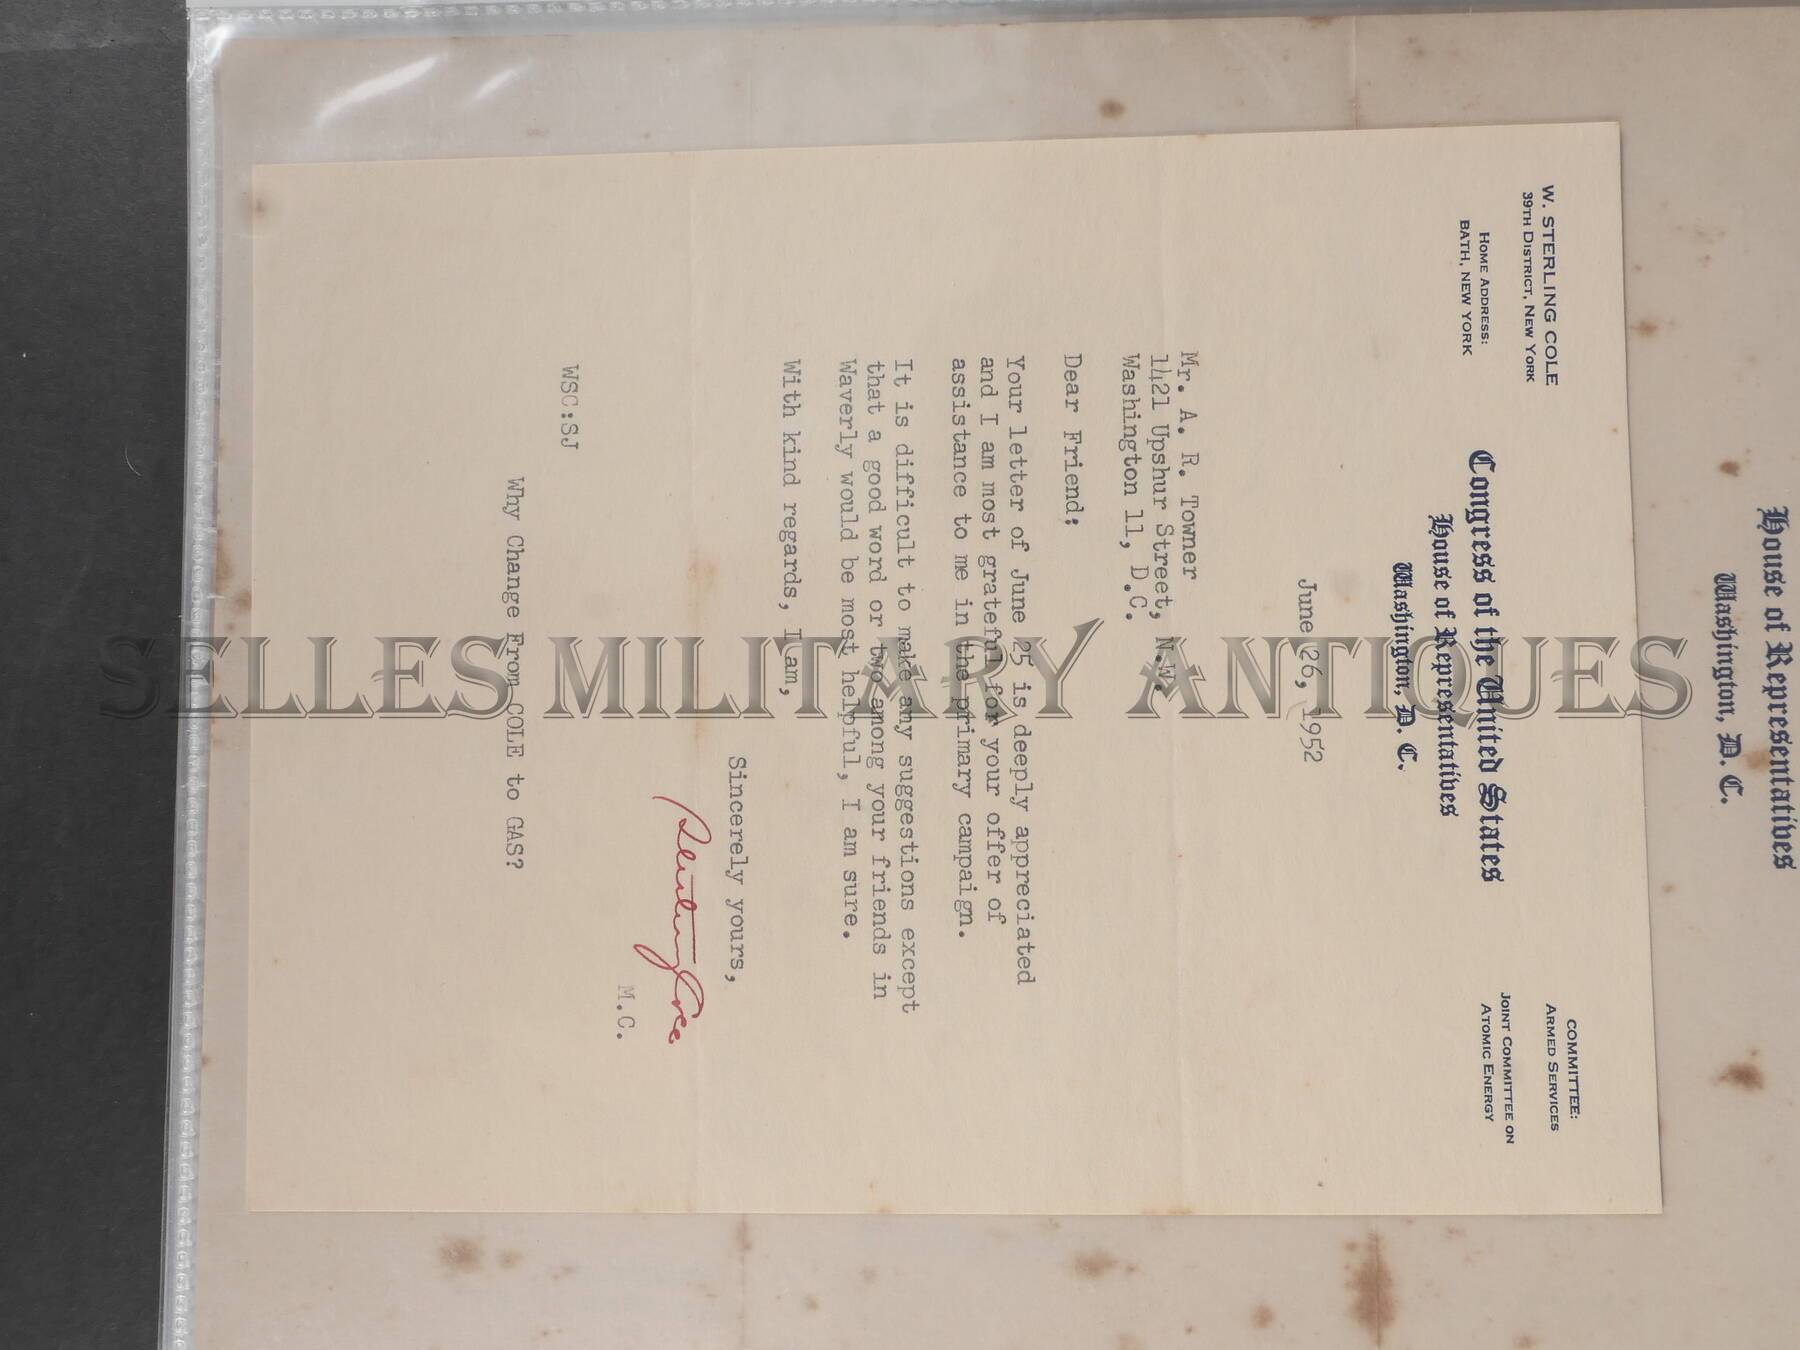 House of Representatives
Washington, D. C.
W. STERLING COLE
39TH DISTRICT, NEW YORK
HOME ADDRESS:
BATH, NEW YORK
COMMITTEE:
ARMED SERVICES
JOINT COMMITTEE ON
ATOMIC ENERGY
Congress of the United States
House of Representatives
Washington, D. C.
June 26, 1952
Mr. A. R. Towner
1421 Upshur Street, N.W.
Washington 11, D.C.
Dear Friend:
Your letter of June 25 is deeply appreciated
and I am most grateful for your offer of
assistance to me in the primary campaign.
It is difficult to make any suggestions except
that a good word or two among your friends in
Waverly would be most helpful, I am sure.
With kind regards, I am,
Sincerely yours,
Sterling Cole
M.C.
WSC:SJ
Why Change From COLE to GAS?
SELLES MILITARY ANTIQUES